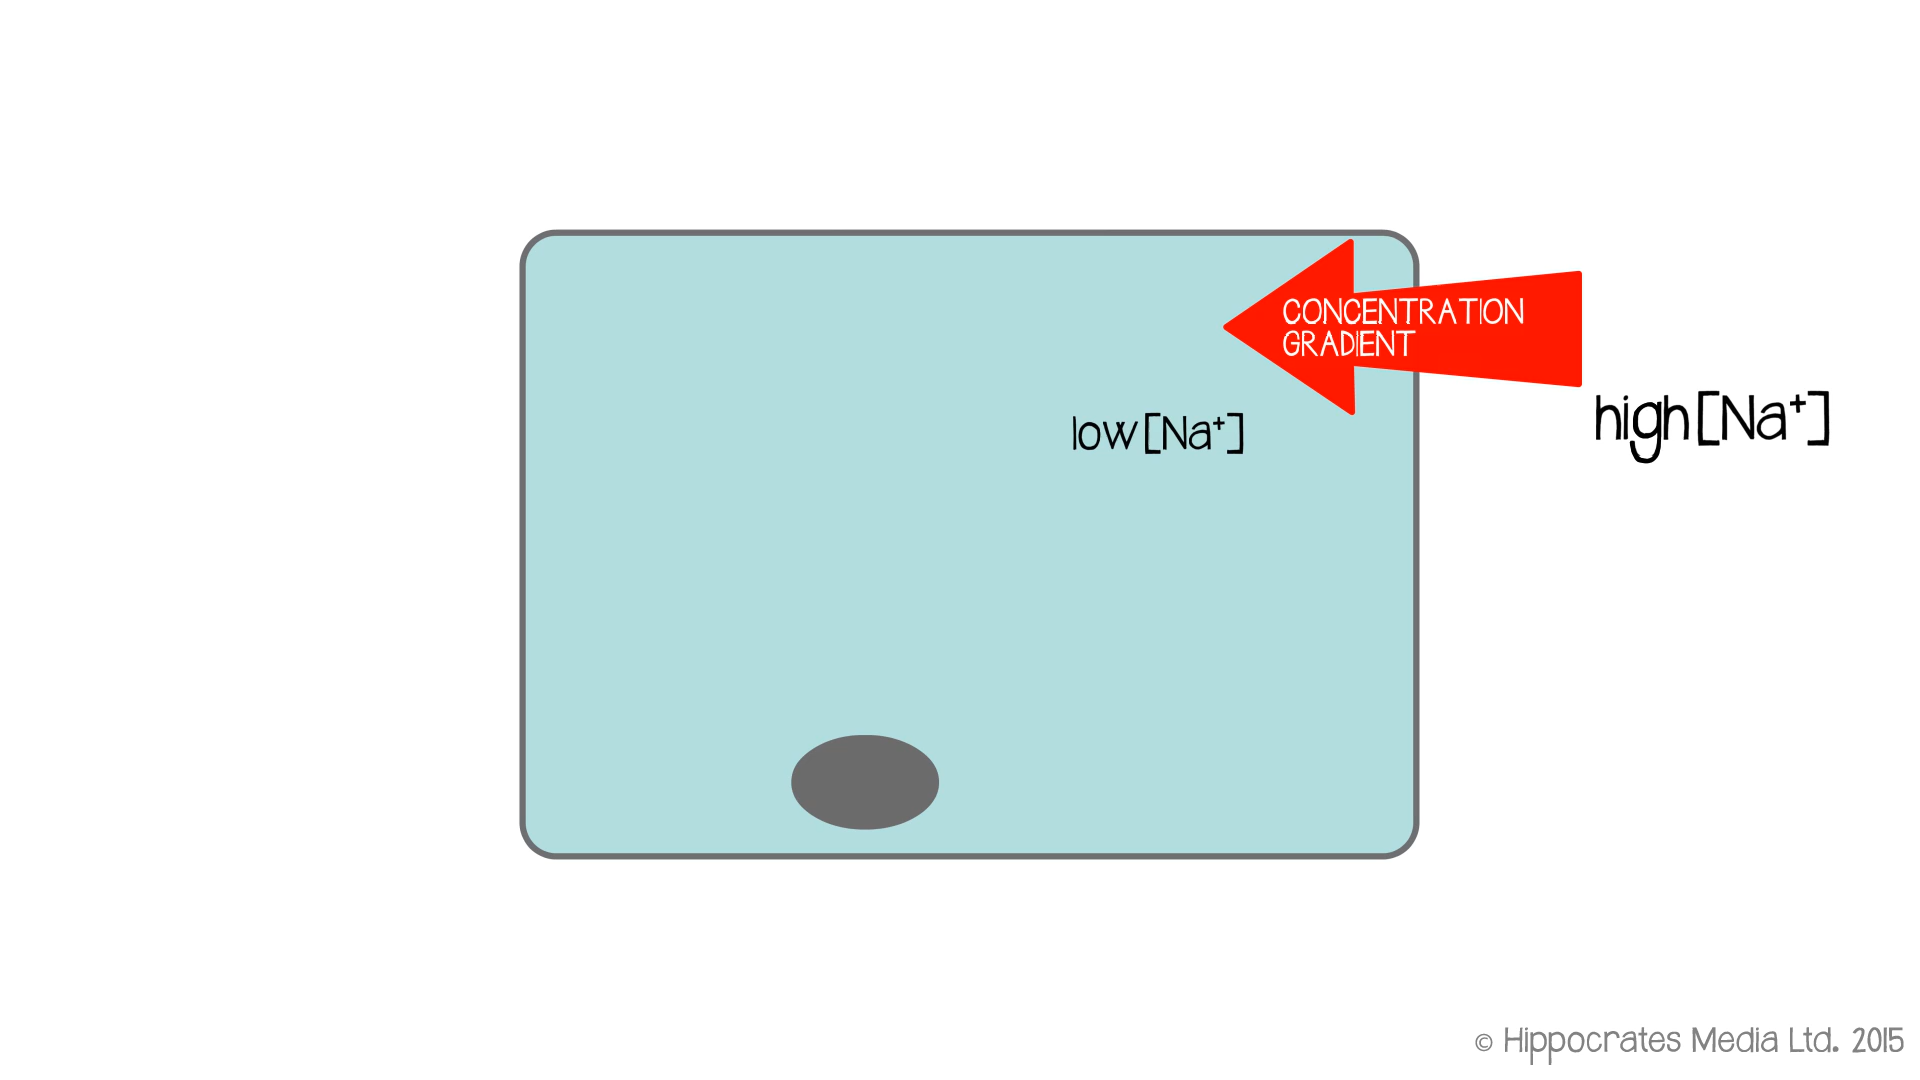 CONCENTRATION
GRADIENT
low[Na⁺]
high[Na⁺]
© Hippocrates Media Ltd. 2015